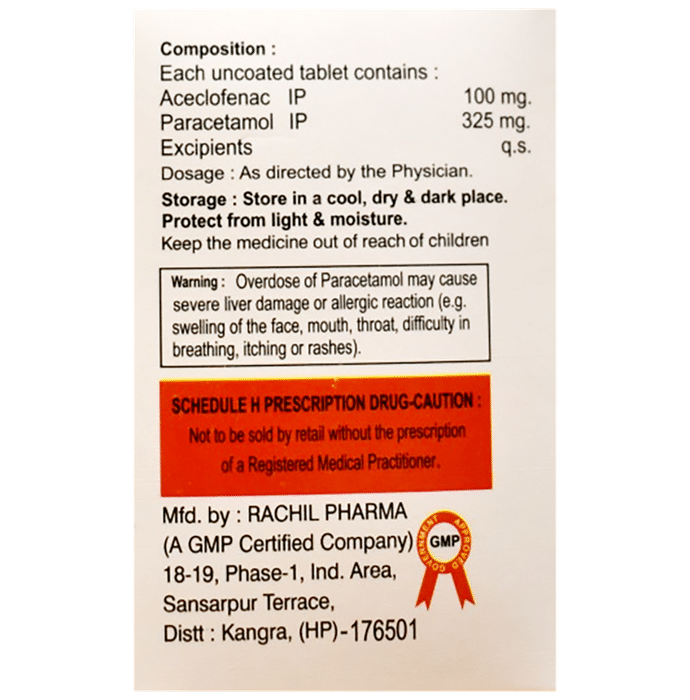 Composition :
Each uncoated tablet contains :
Aceclofenac IP 100 mg.
Paracetamol IP 325 mg.
Excipients q.s.
Dosage : As directed by the Physician.
Storage : Store in a cool, dry & dark place.
Protect from light & moisture.
Keep the medicine out of reach of children
Warning : Overdose of Paracetamol may cause
severe liver damage or allergic reaction (e.g.
swelling of the face, mouth, throat, difficulty in
breathing, itching or rashes).
SCHEDULE H PRESCRIPTION DRUG-CAUTION :
Not to be sold by retail without the prescription
of a Registered Medical Practitioner.
Mfd. by : RACHIL PHARMA
(A GMP Certified Company)
18-19, Phase-1, Ind. Area,
Sansarpur Terrace,
Distt : Kangra, (HP)-176501
GOVERNMENT APPROVED
GMP